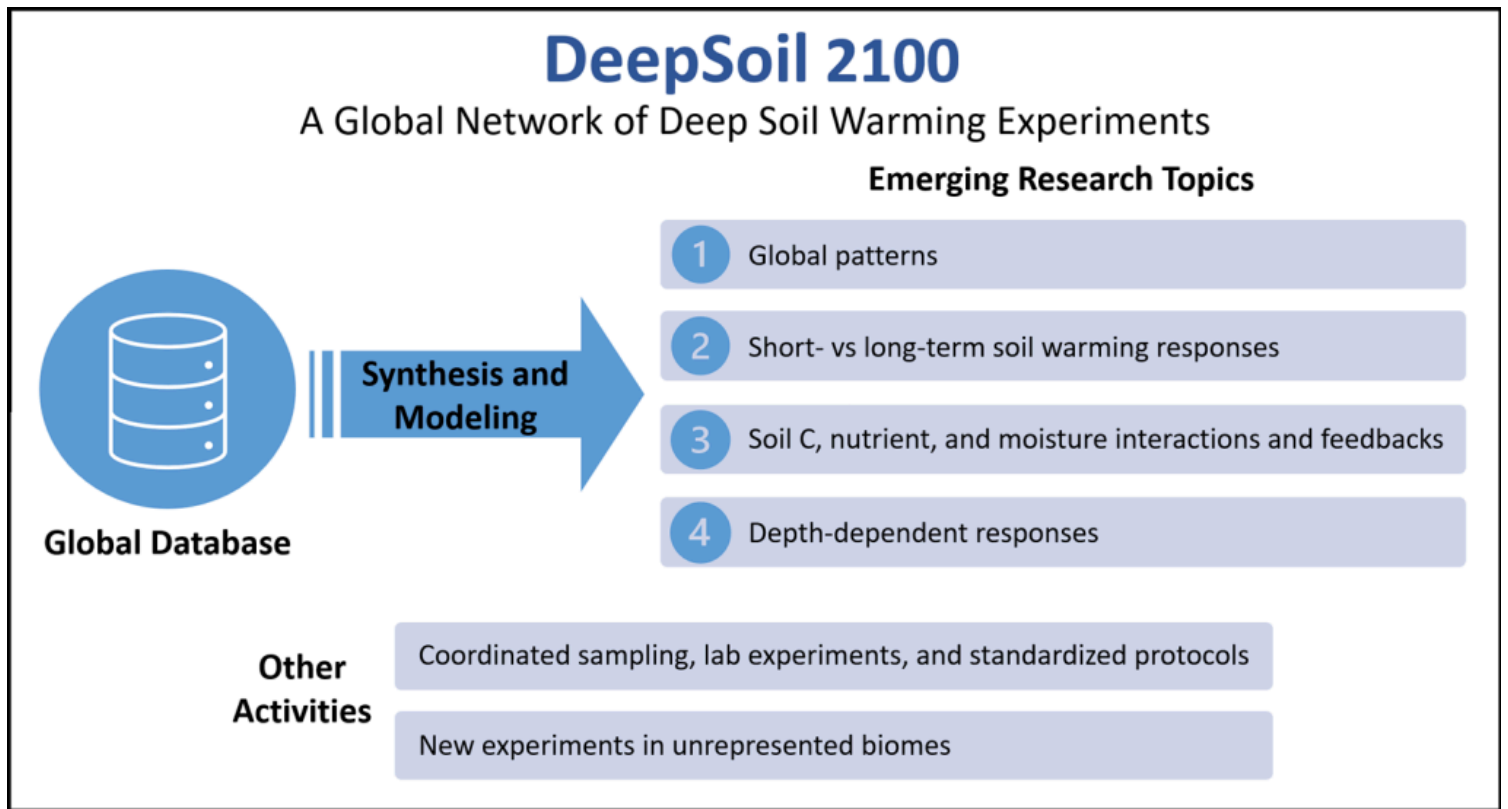 DeepSoil 2100
A Global Network of Deep Soil Warming Experiments
Emerging Research Topics
1 Global patterns
2 Short- vs long-term soil warming responses
3 Soil C, nutrient, and moisture interactions and feedbacks
4 Depth-dependent responses
Synthesis and
Modeling
Global Database
Other
Activities
Coordinated sampling, lab experiments, and standardized protocols
New experiments in unrepresented biomes